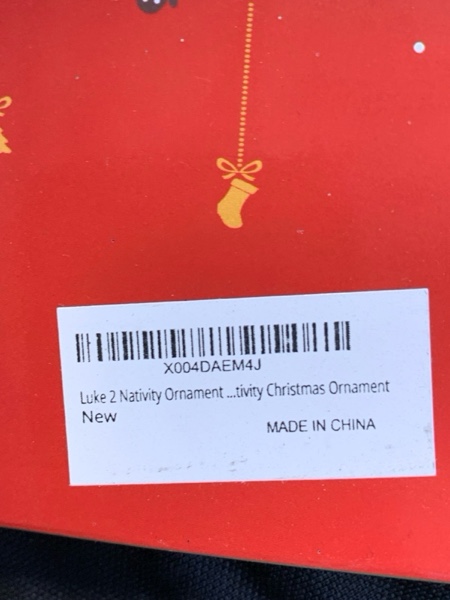 X004DAEM4J
Luke 2 Nativity Ornament ...tivity Christmas Ornament
New
MADE IN CHINA